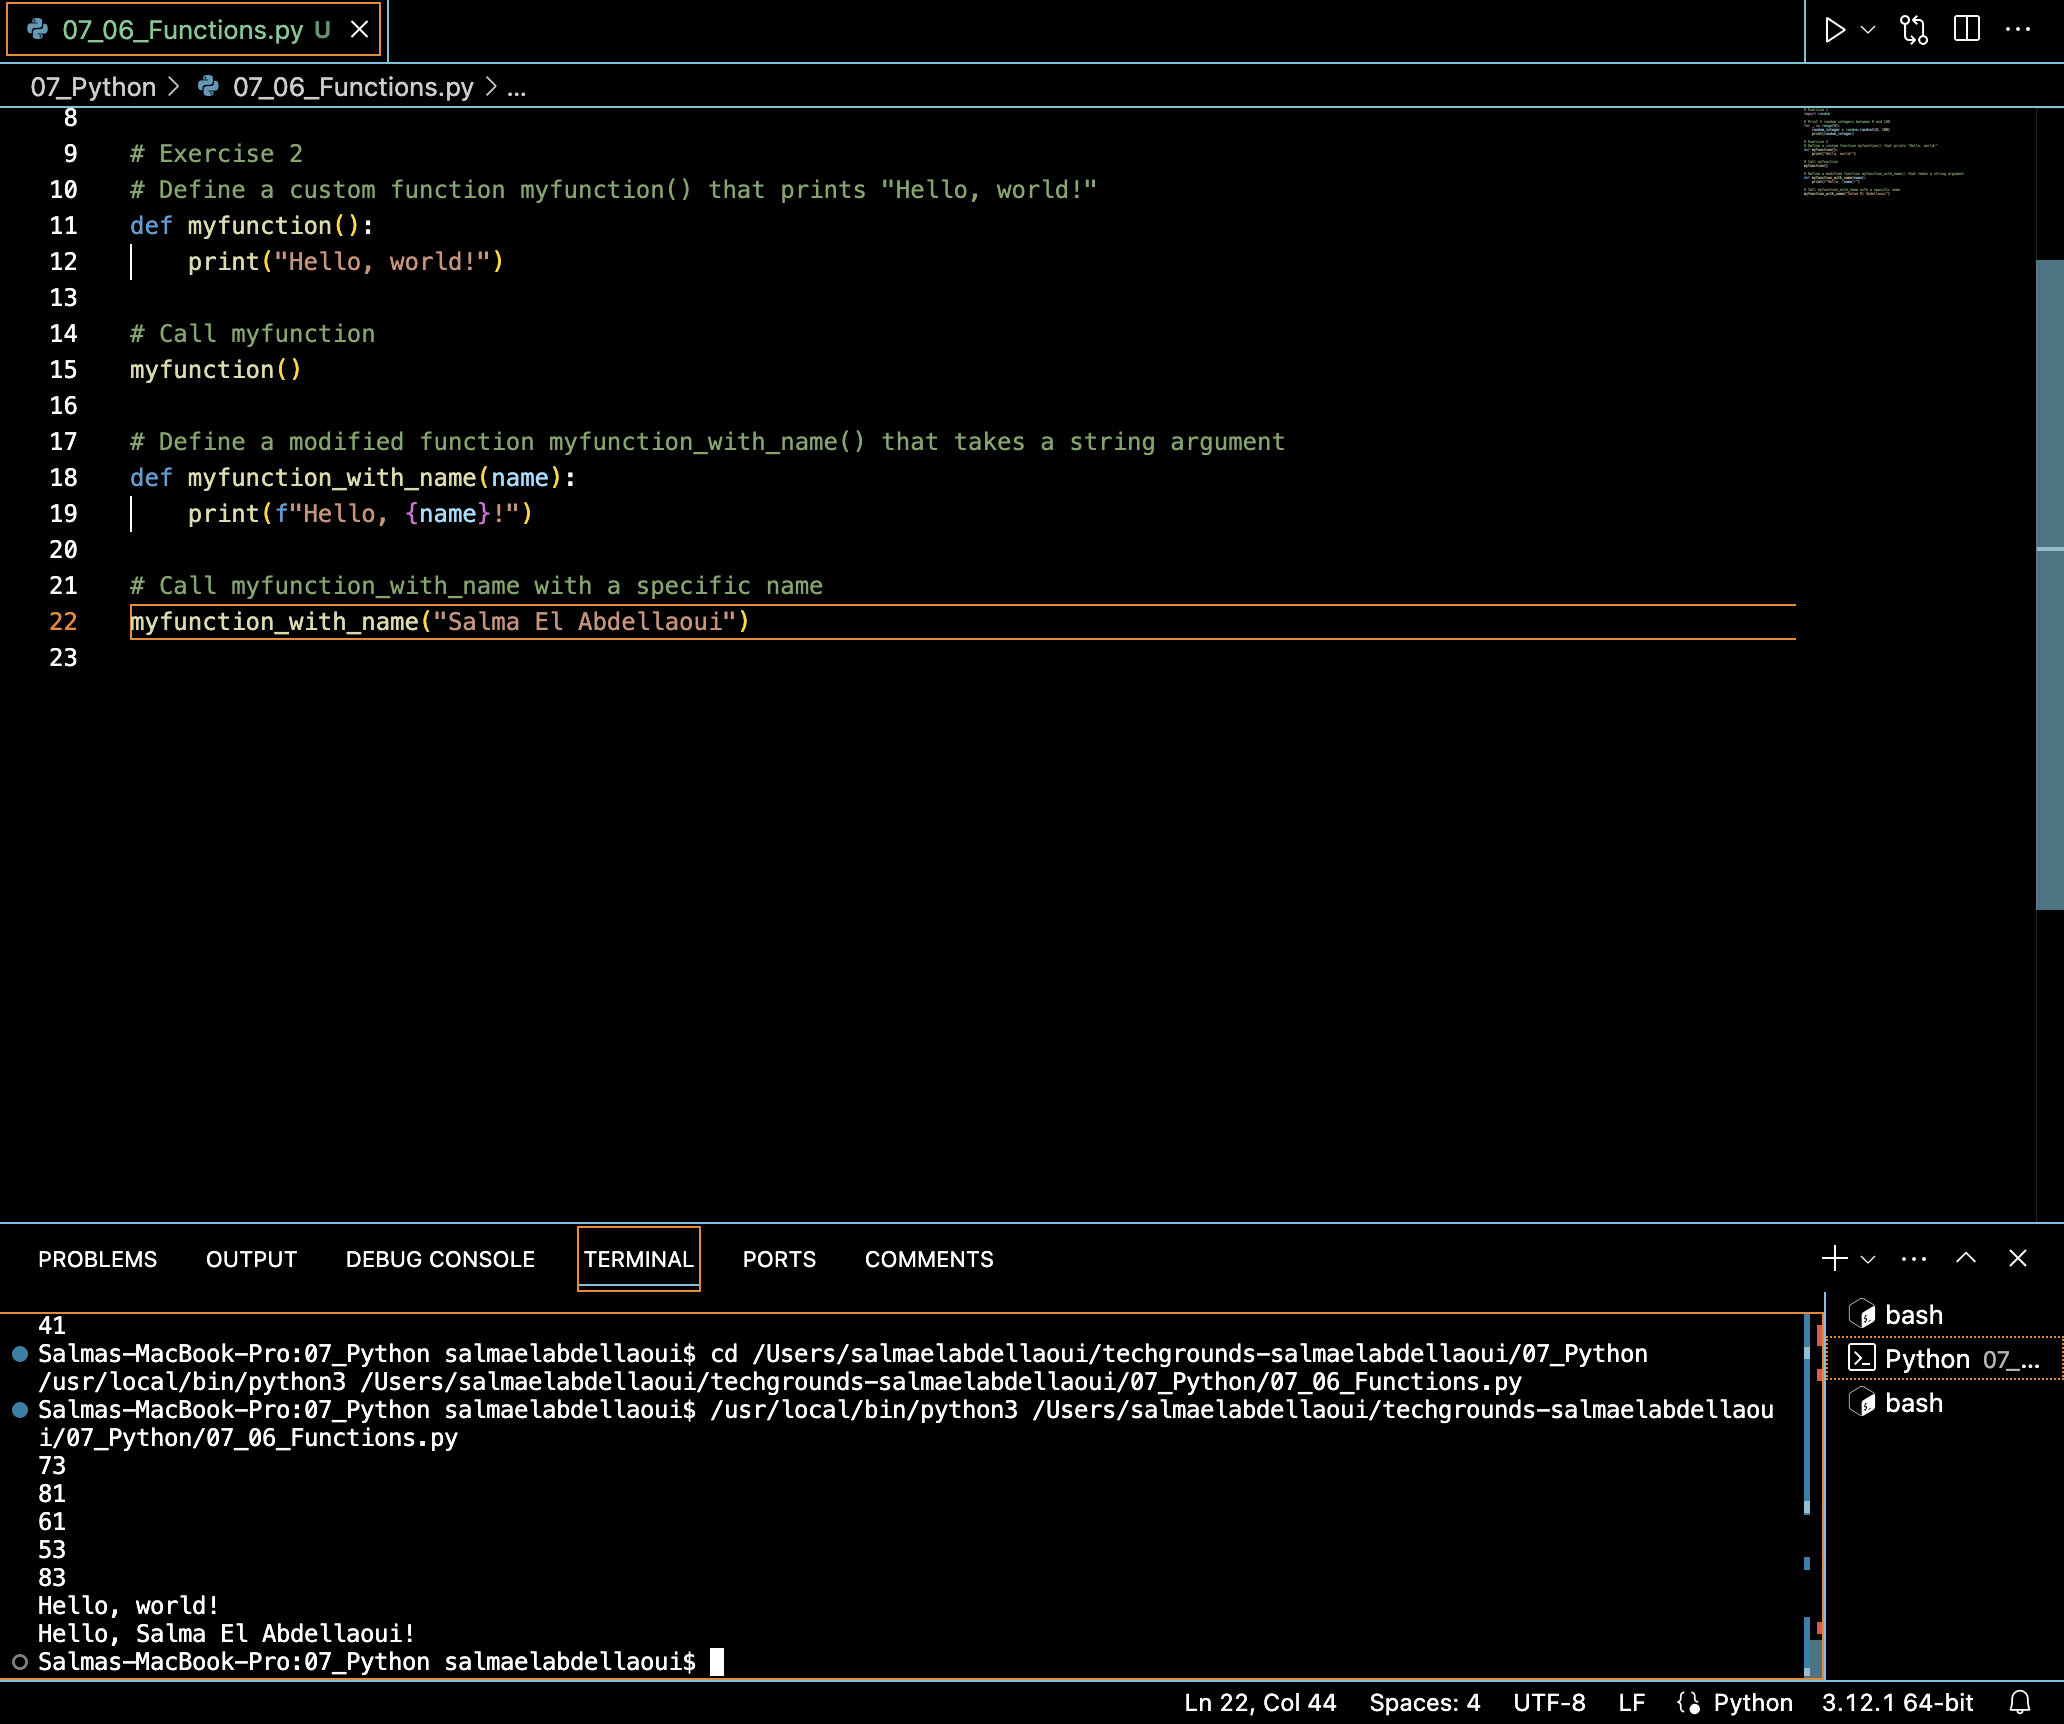 07_06_Functions.py U
07_Python > 07_06_Functions.py > ...
8
9 # Exercise 2
10 # Define a custom function myfunction() that prints "Hello, world!"
11 def myfunction():
12     print("Hello, world!")
13
14 # Call myfunction
15 myfunction()
16
17 # Define a modified function myfunction_with_name() that takes a string argument
18 def myfunction_with_name(name):
19     print(f"Hello, {name}!")
20
21 # Call myfunction_with_name with a specific name
22 myfunction_with_name("Salma El Abdellaoui")
23
PROBLEMS OUTPUT DEBUG CONSOLE TERMINAL PORTS COMMENTS
41
Salmas-MacBook-Pro:07_Python salmaelabdellaoui$ cd /Users/salmaelabdellaoui/techgrounds-salmaelabdellaoui/07_Python
/usr/local/bin/python3 /Users/salmaelabdellaoui/techgrounds-salmaelabdellaoui/07_Python/07_06_Functions.py
Salmas-MacBook-Pro:07_Python salmaelabdellaoui$ /usr/local/bin/python3 /Users/salmaelabdellaoui/techgrounds-salmaelabdellaou
i/07_Python/07_06_Functions.py
73
81
61
53
83
Hello, world!
Hello, Salma El Abdellaoui!
Salmas-MacBook-Pro:07_Python salmaelabdellaoui$
bash
Python 07_...
bash
Ln 22, Col 44 Spaces: 4 UTF-8 LF Python 3.12.1 64-bit